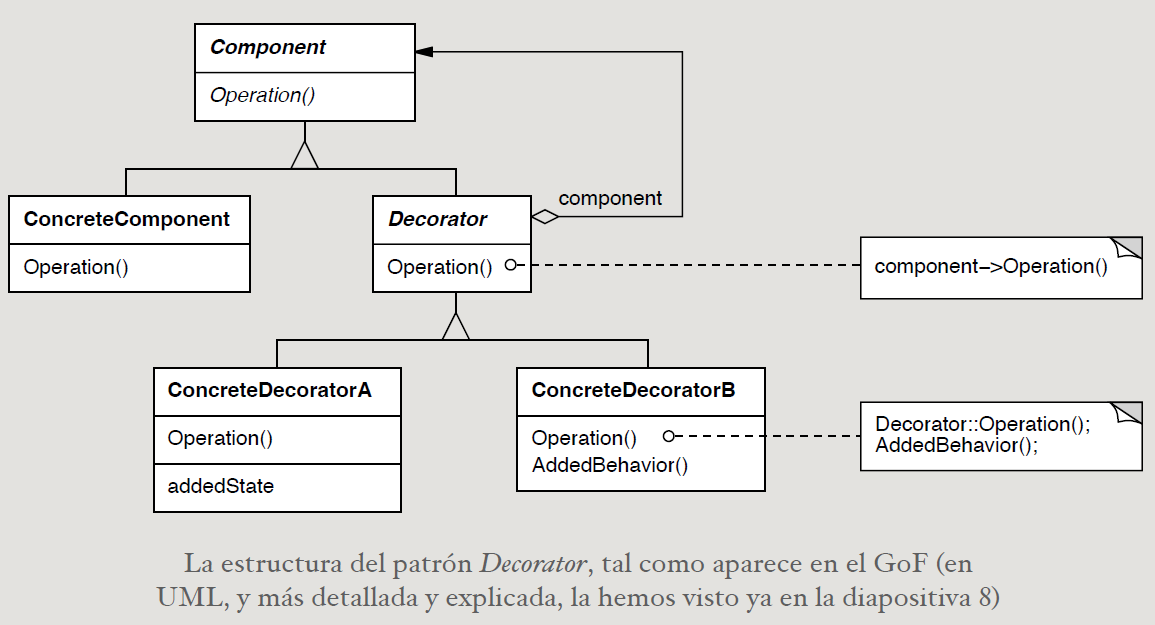 Component
Operation()
component
ConcreteComponent
Operation()
Decorator
Operation()
component–>Operation()
ConcreteDecoratorA
Operation()
addedState
ConcreteDecoratorB
Operation()
AddedBehavior()
Decorator::Operation();
AddedBehavior();
La estructura del patrón Decorator, tal como aparece en el GoF (en
UML, y más detallada y explicada, la hemos visto ya en la diapositiva 8)